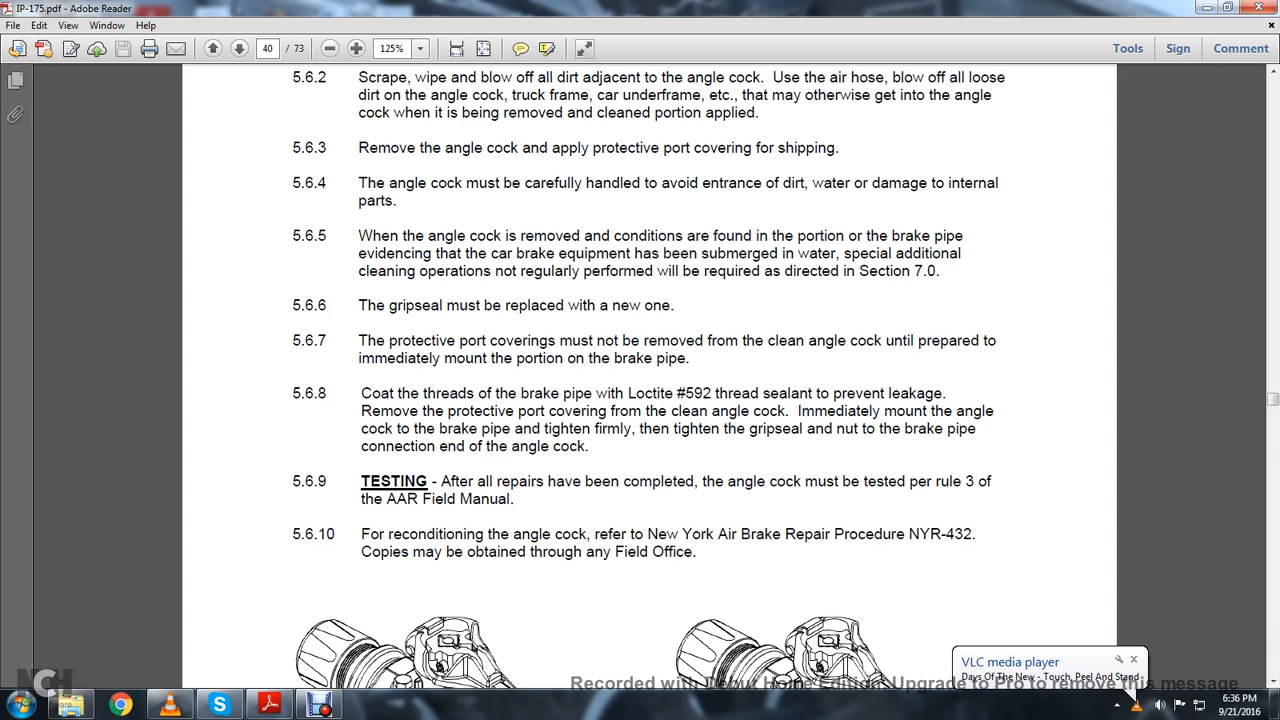 IP-175.pdf - Adobe Reader
File Edit View Window Help
40 / 73 125% Tools Sign Comment
5.6.2 Scrape, wipe and blow off all dirt adjacent to the angle cock. Use the air hose, blow off all loose
dirt on the angle cock, truck frame, car underframe, etc., that may otherwise get into the angle
cock when it is being removed and cleaned portion applied.
5.6.3 Remove the angle cock and apply protective port covering for shipping.
5.6.4 The angle cock must be carefully handled to avoid entrance of dirt, water or damage to internal
parts.
5.6.5 When the angle cock is removed and conditions are found in the portion or the brake pipe
evidencing that the car brake equipment has been submerged in water, special additional
cleaning operations not regularly performed will be required as directed in Section 7.0.
5.6.6 The gripseal must be replaced with a new one.
5.6.7 The protective port coverings must not be removed from the clean angle cock until prepared to
immediately mount the portion on the brake pipe.
5.6.8 Coat the threads of the brake pipe with Loctite #592 thread sealant to prevent leakage.
Remove the protective port covering from the clean angle cock. Immediately mount the angle
cock to the brake pipe and tighten firmly, then tighten the gripseal and nut to the brake pipe
connection end of the angle cock.
5.6.9 TESTING - After all repairs have been completed, the angle cock must be tested per rule 3 of
the AAR Field Manual.
5.6.10 For reconditioning the angle cock, refer to New York Air Brake Repair Procedure NYR-432.
Copies may be obtained through any Field Office.
VLC media player
Days Of The New - Touch, Peel And Stand
Recorded with Debut Home Edition. Upgrade to Pro to remove this message
NCH
6:36 PM
9/21/2016